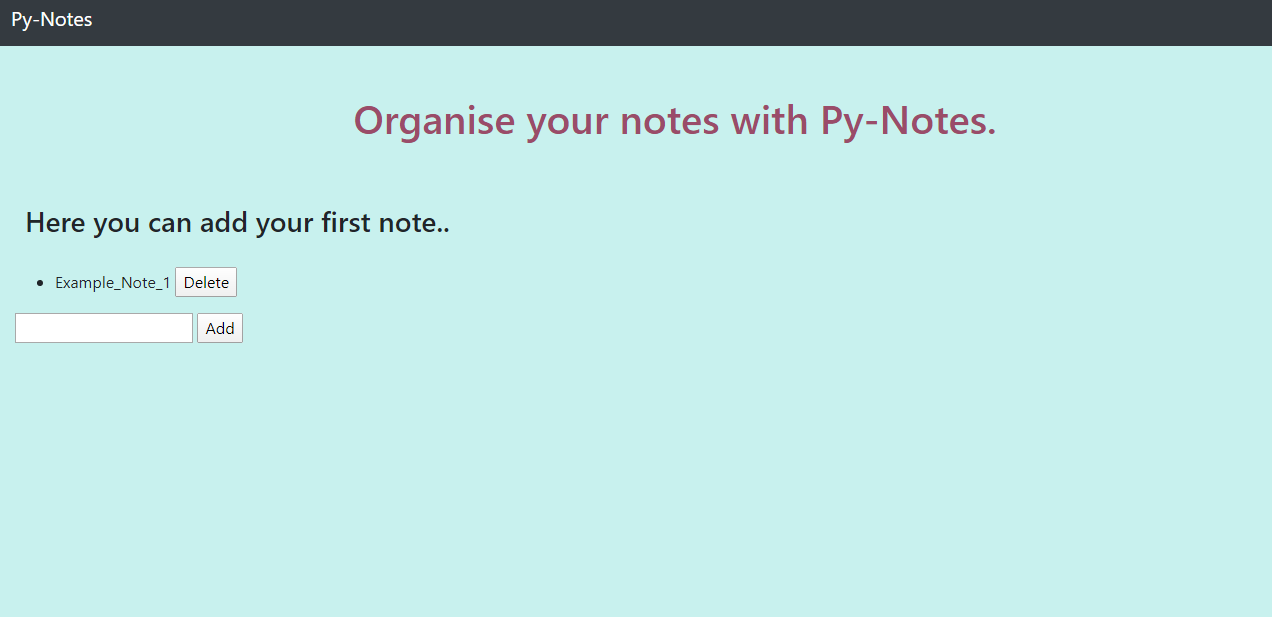 Py-Notes
Organise your notes with Py-Notes.
Here you can add your first note..
Example_Note_1 Delete
Add